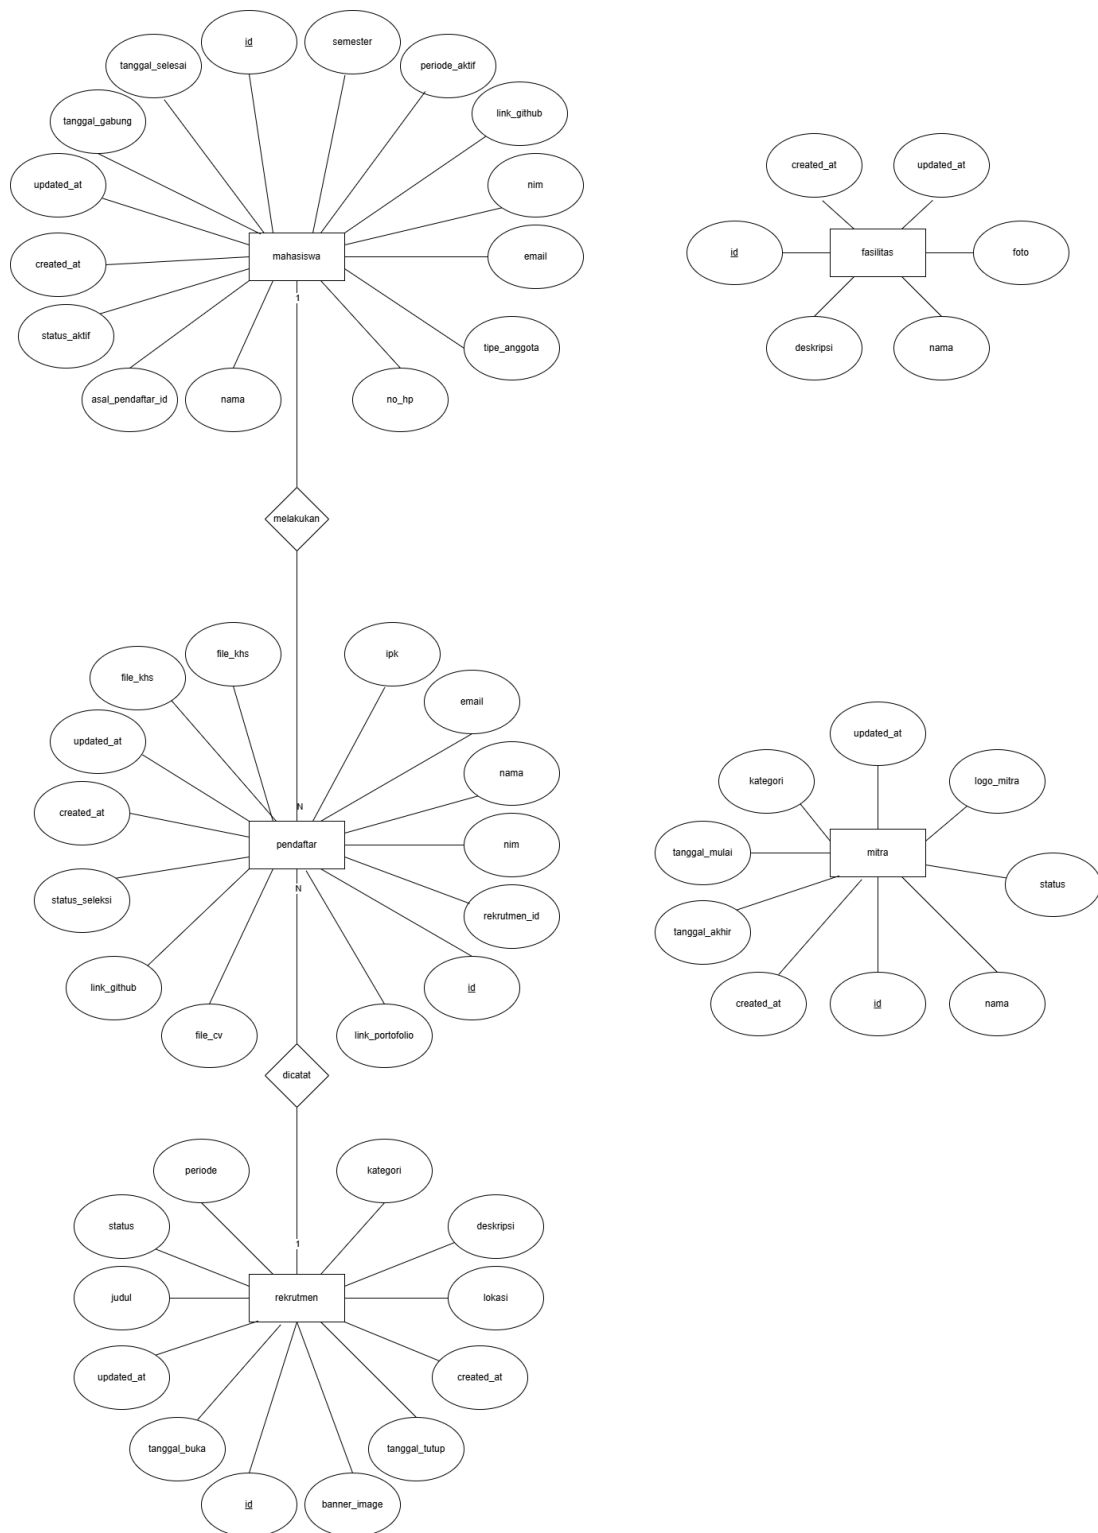 id
semester
tanggal_selesai
periode_aktif
link_github
tanggal_gabung
updated_at
nim
created_at
mahasiswa
email
status_aktif
tipe_anggota
asal_pendaftar_id
nama
no_hp
1
melakukan
created_at
updated_at
id
fasilitas
foto
deskripsi
nama
file_khs
ipk
file_khs
email
updated_at
nama
created_at
N
pendaftar
nim
status_seleksi
N
rekrutmen_id
link_github
id
file_cv
link_portofolio
dicatat
updated_at
kategori
logo_mitra
tanggal_mulai
mitra
status
tanggal_akhir
created_at
id
nama
periode
kategori
status
deskripsi
1
judul
rekrutmen
lokasi
updated_at
created_at
tanggal_buka
tanggal_tutup
id
banner_image